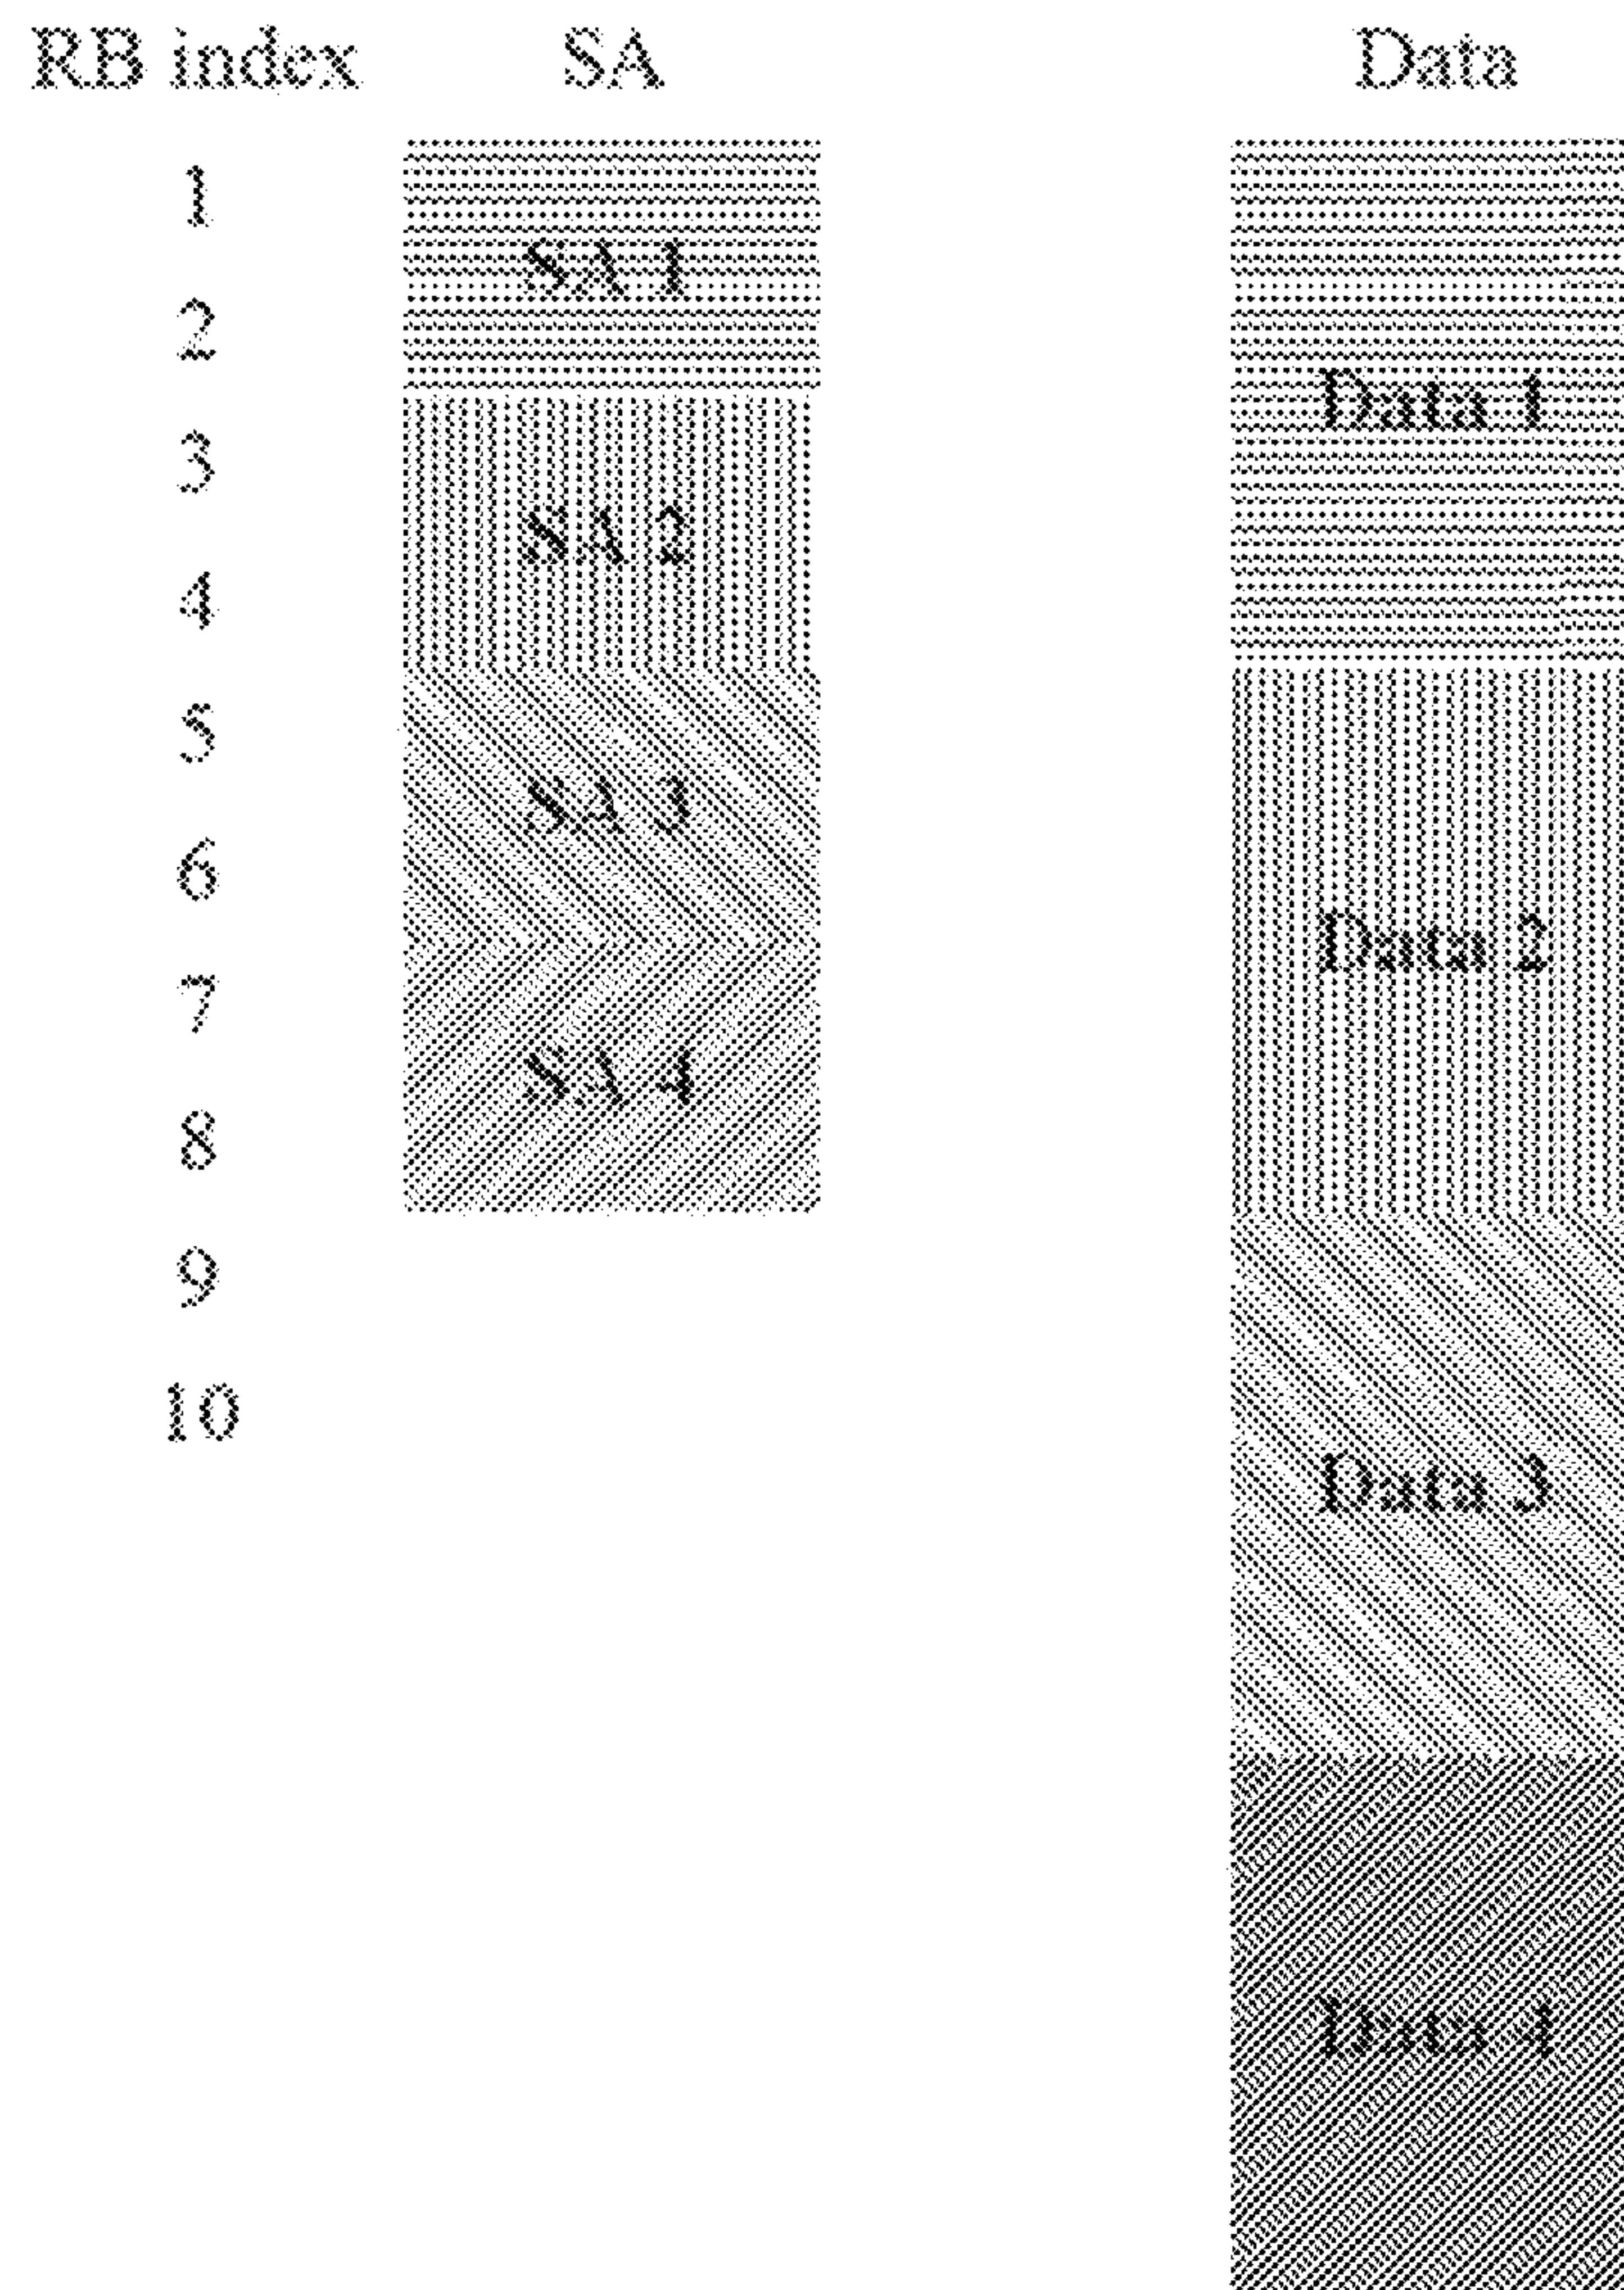 RB index SA Data
1
SA 1
2
Data 1
3
SA 2
4
5
SA 3
6
Data 2
7
SA 4
8
9
10
Data 3
Data 4